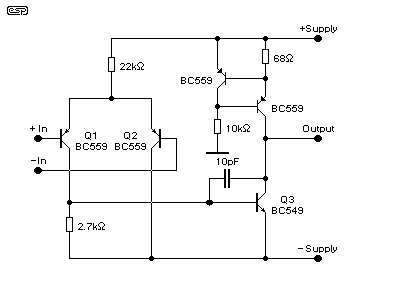 esp
+Supply
22kΩ
68Ω
BC559
BC559
+In
Q1
BC559
Q2
BC559
10kΩ
Output
-In
10pF
Q3
BC549
2.7kΩ
-Supply